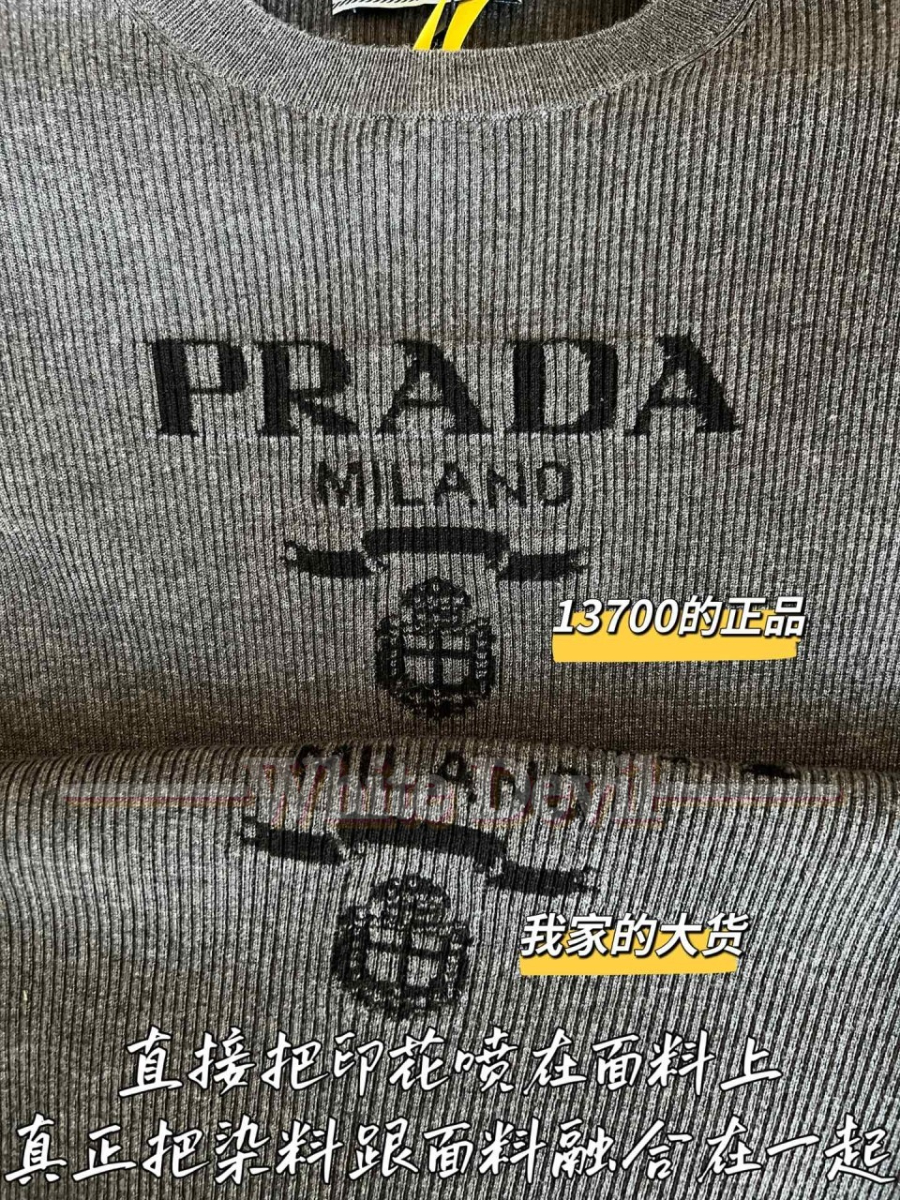 PRADA
MILANO
13700的正品
MILANO
White Devil
我家的大货
直接把印花喷在面料上
真正把染料跟面料融合在一起